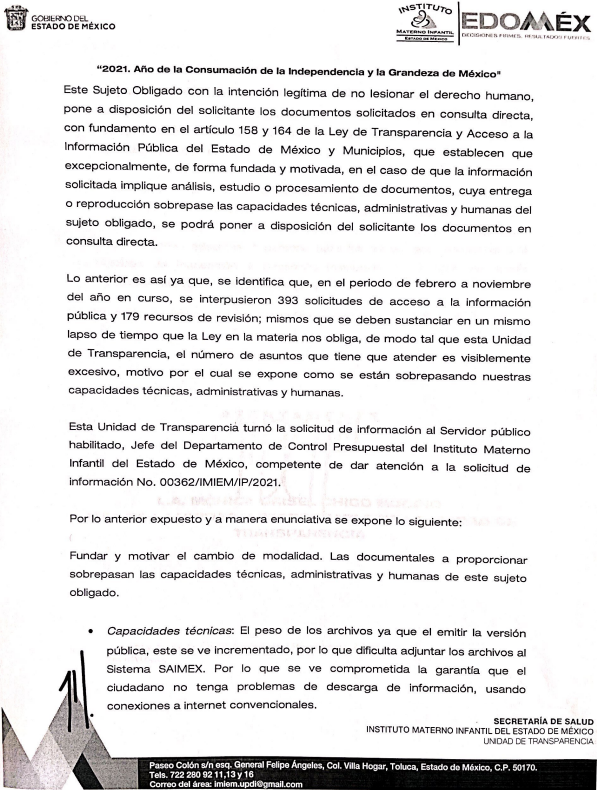 GOBIERNO DEL
ESTADO DE MÉXICO
INSTITUTO
MATERNO INFANTIL
ESTADO DE MÉXICO
EDOMÉX
DECISIONES FIRMES, RESULTADOS FUERTES
"2021. Año de la Consumación de la Independencia y la Grandeza de México"
Este Sujeto Obligado con la intención legítima de no lesionar el derecho humano,
pone a disposición del solicitante los documentos solicitados en consulta directa,
con fundamento en el artículo 158 y 164 de la Ley de Transparencia y Acceso a la
Información Pública del Estado de México y Municipios, que establecen que
excepcionalmente, de forma fundada y motivada, en el caso de que la información
solicitada implique análisis, estudio o procesamiento de documentos, cuya entrega
o reproducción sobrepase las capacidades técnicas, administrativas y humanas del
sujeto obligado, se podrá poner a disposición del solicitante los documentos en
consulta directa.
Lo anterior es así ya que, se identifica que, en el periodo de febrero a noviembre
del año en curso, se interpusieron 393 solicitudes de acceso a la información
pública y 179 recursos de revisión; mismos que se deben sustanciar en un mismo
lapso de tiempo que la Ley en la materia nos obliga, de modo tal que esta Unidad
de Transparencia, el número de asuntos que tiene que atender es visiblemente
excesivo, motivo por el cual se expone como se están sobrepasando nuestras
capacidades técnicas, administrativas y humanas.
Esta Unidad de Transparencia turnó la solicitud de información al Servidor público
habilitado, Jefe del Departamento de Control Presupuestal del Instituto Materno
Infantil del Estado de México, competente de dar atención a la solicitud de
información No. 00362/IMIEM/IP/2021.
Por lo anterior expuesto y a manera enunciativa se expone lo siguiente:
Fundar y motivar el cambio de modalidad. Las documentales a proporcionar
sobrepasan las capacidades técnicas, administrativas y humanas de este sujeto
obligado.
• Capacidades técnicas: El peso de los archivos ya que el emitir la versión
pública, este se ve incrementado, por lo que dificulta adjuntar los archivos al
Sistema SAIMEX. Por lo que se ve comprometida la garantía que el
ciudadano no tenga problemas de descarga de información, usando
conexiones a internet convencionales.
SECRETARÍA DE SALUD
INSTITUTO MATERNO INFANTIL DEL ESTADO DE MÉXICO
UNIDAD DE TRANSPARENCIA
Paseo Colón s/n esq. General Felipe Ángeles, Col. Villa Hogar, Toluca, Estado de México, C.P. 50170.
Tels. 722 280 92 11,13 y 16
Correo del área: imiem.updi@gmail.com